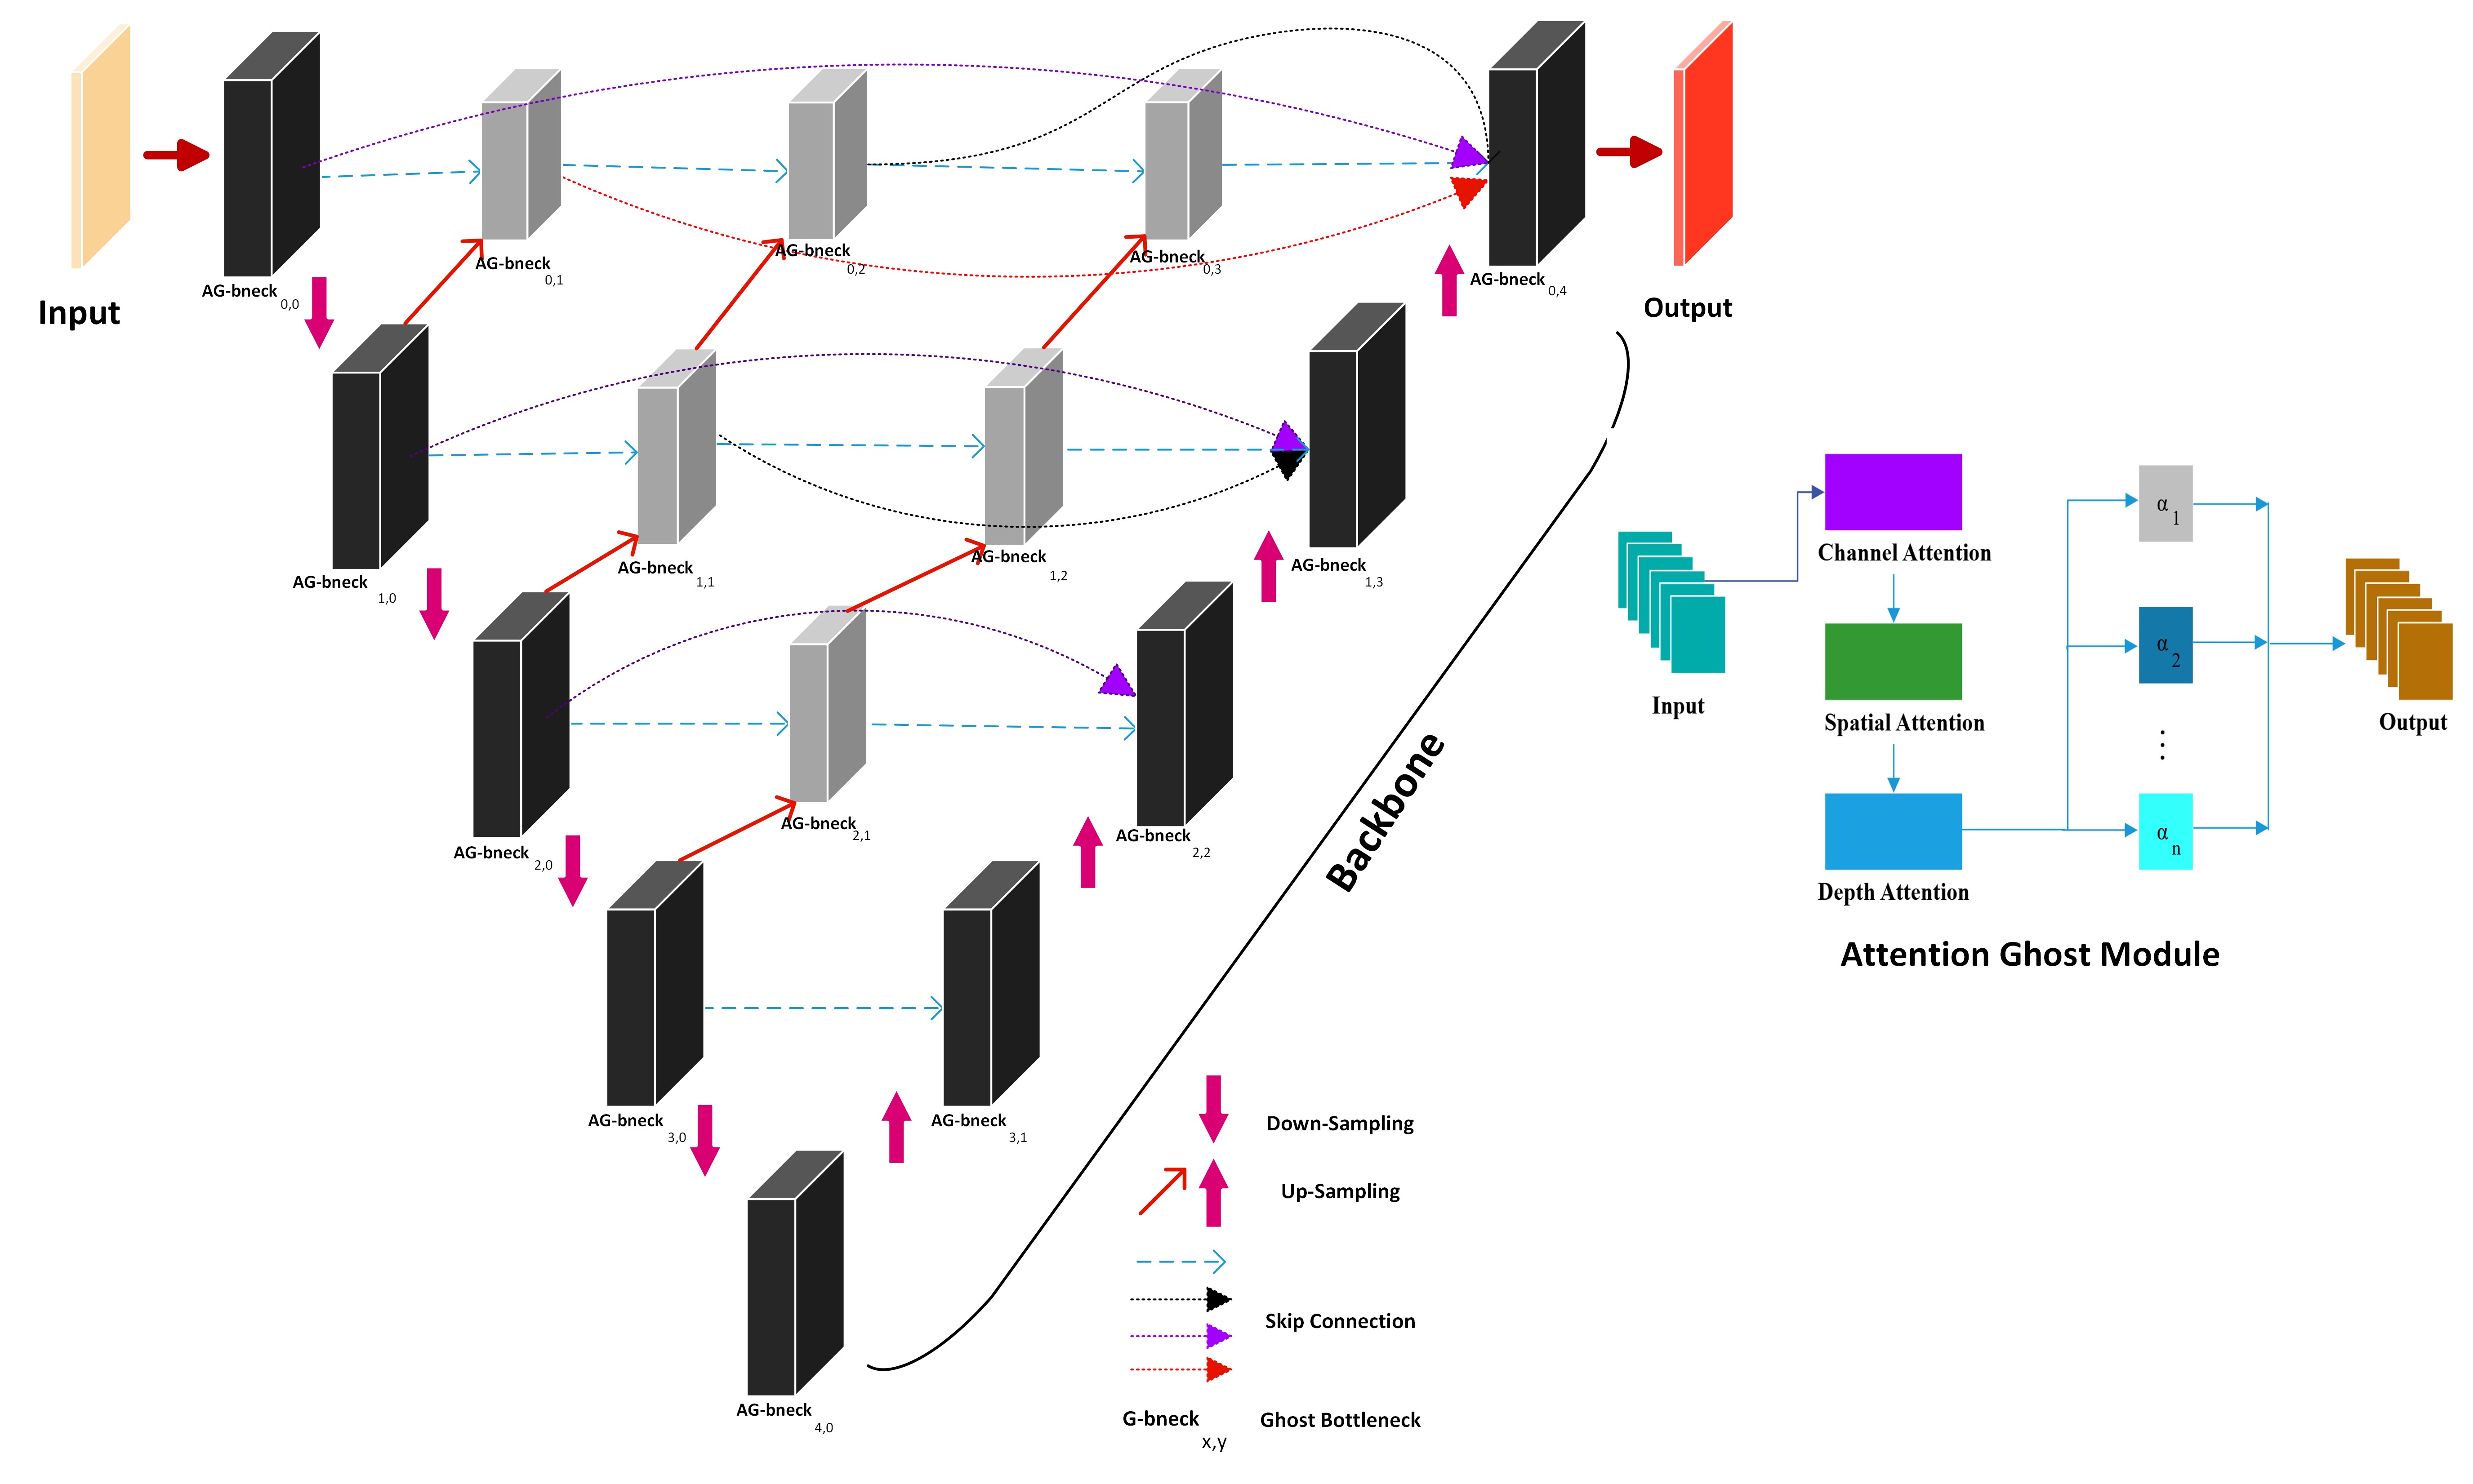 Input
AG-bneck 0,0
AG-bneck 0,1
AG-bneck 0,2
AG-bneck 0,3
AG-bneck 0,4
Output
AG-bneck 1,0
AG-bneck 1,1
AG-bneck 1,2
AG-bneck 1,3
AG-bneck 2,0
AG-bneck 2,1
AG-bneck 2,2
AG-bneck 3,0
AG-bneck 3,1
AG-bneck 4,0
Backbone
Down-Sampling
Up-Sampling
Skip Connection
G-bneck x,y Ghost Bottleneck
Input
Channel Attention
Spatial Attention
Depth Attention
α 1
α 2
⋮
α n
Output
Attention Ghost Module